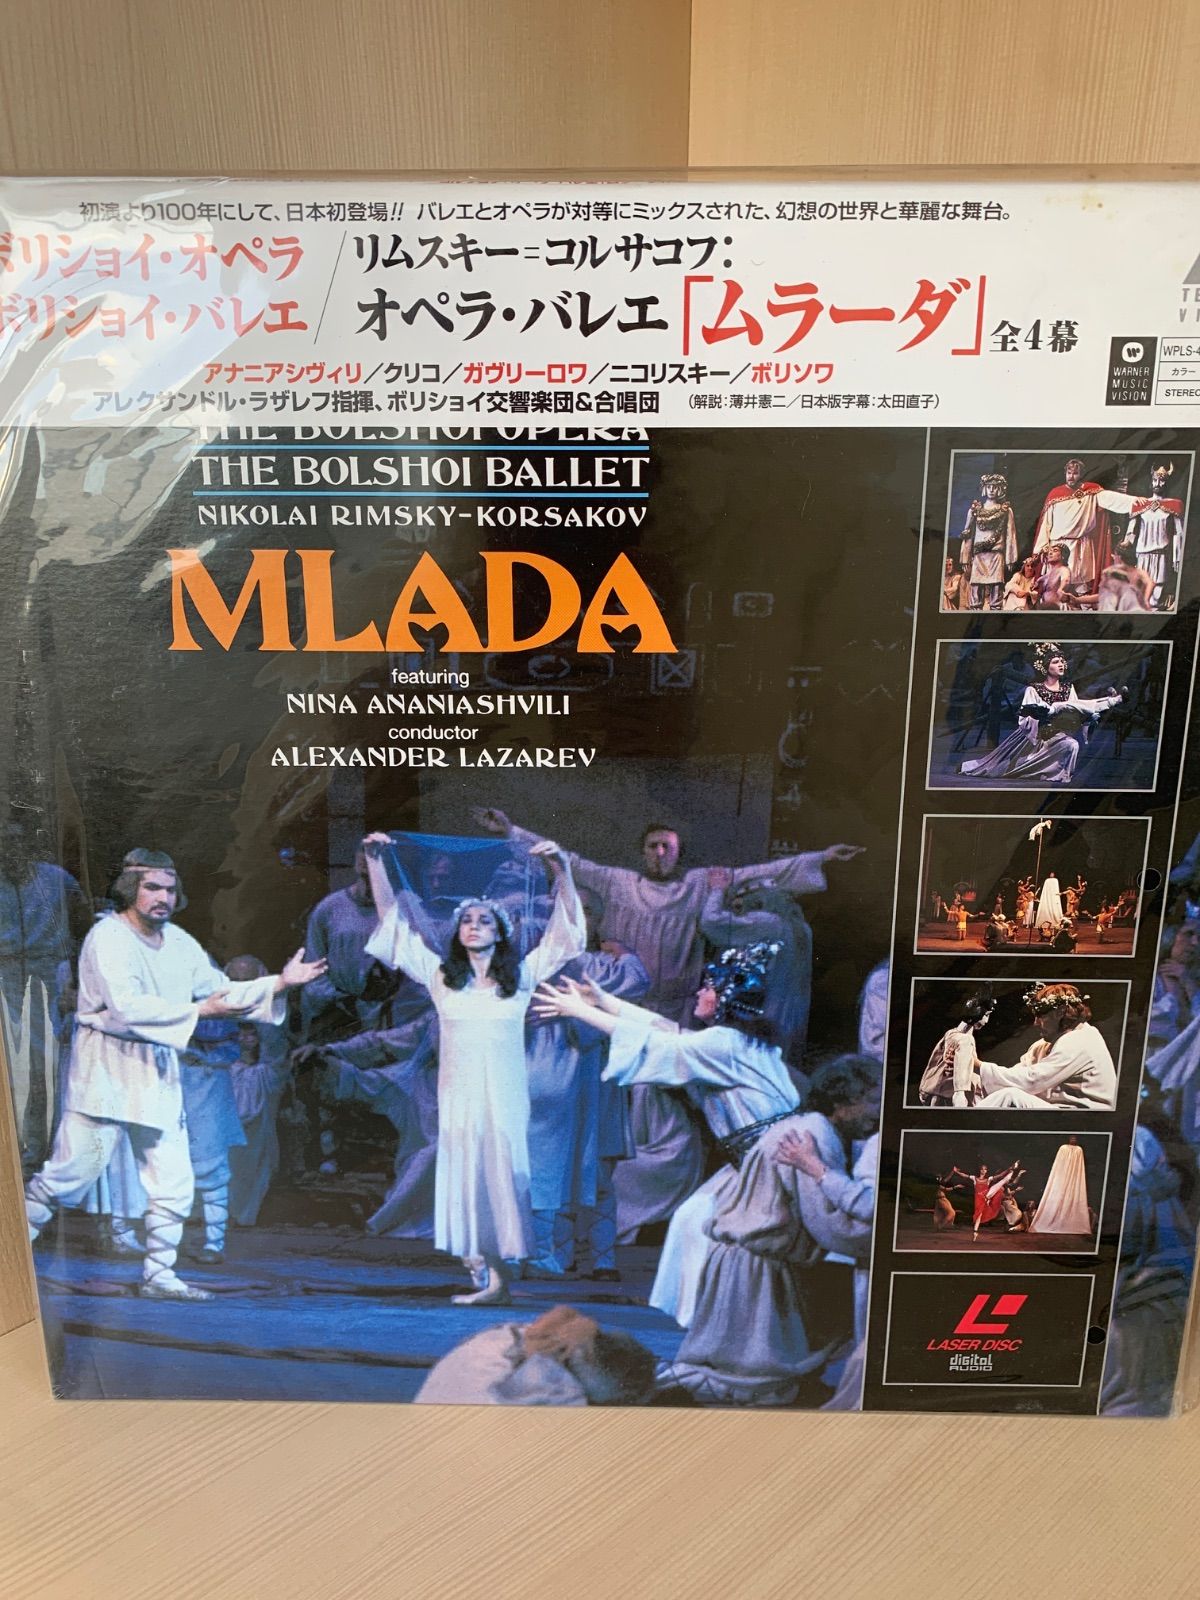 初演より100年にして、日本初登場!! バレエとオペラが対等にミックスされた、幻想の世界と華麗な舞台。
ボリショイ・オペラ
ボリショイ・バレエ
リムスキー=コルサコフ:
オペラ・バレエ「ムラーダ」全4幕
アナニアシヴィリ/クリコ/ガヴリーロワ/ニコリスキー/ボリソワ
アレクサンドル・ラザレフ指揮、ボリショイ交響楽団&合唱団 (解説:薄井憲二/日本版字幕:太田直子)
WARNER
MUSIC
VISION
WPLS-4
カラー
STEREO
THE BOLSHOI OPERA
THE BOLSHOI BALLET
NIKOLAI RIMSKY-KORSAKOV
MLADA
featuring
NINA ANANIASHVILI
conductor
ALEXANDER LAZAREV
LASER DISC
digital
AUDIO